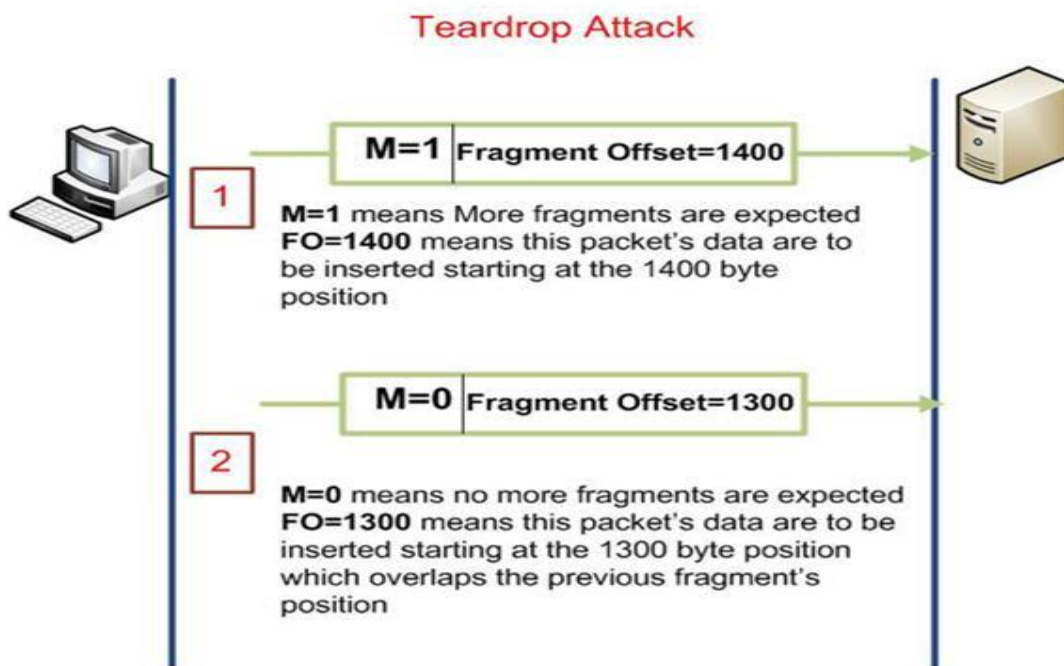 Teardrop Attack
M=1 Fragment Offset=1400
1
M=1 means More fragments are expected
FO=1400 means this packet's data are to
be inserted starting at the 1400 byte
position
M=0 Fragment Offset=1300
2
M=0 means no more fragments are expected
FO=1300 means this packet's data are to be
inserted starting at the 1300 byte position
which overlaps the previous fragment's
position